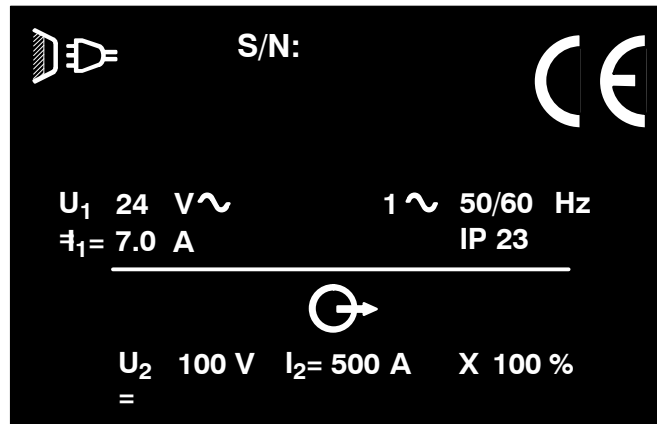 S/N:
CE
U1 24 V∿ 1∿ 50/60 Hz
=
I1= 7.0 A IP 23
U2 100 V I2= 500 A X 100 %
=